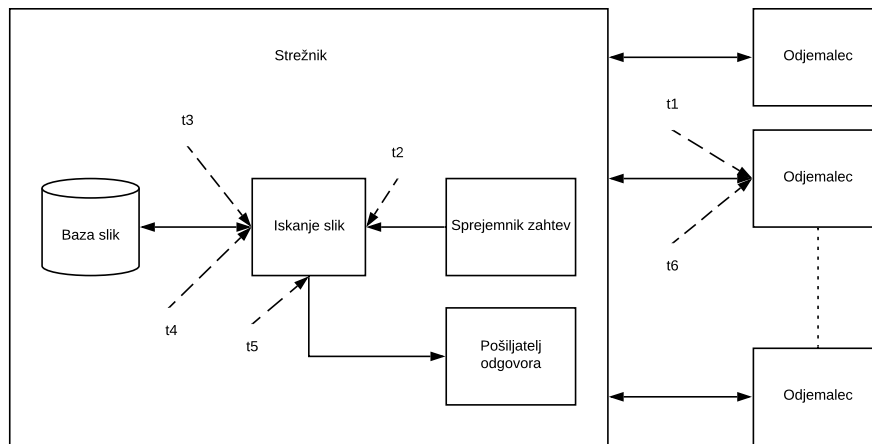 Strežnik
Odjemalec
t1
t3
t2
Odjemalec
Baza slik
Iskanje slik
Sprejemnik zahtev
t6
t4
t5
Pošiljatelj
odgovora
Odjemalec